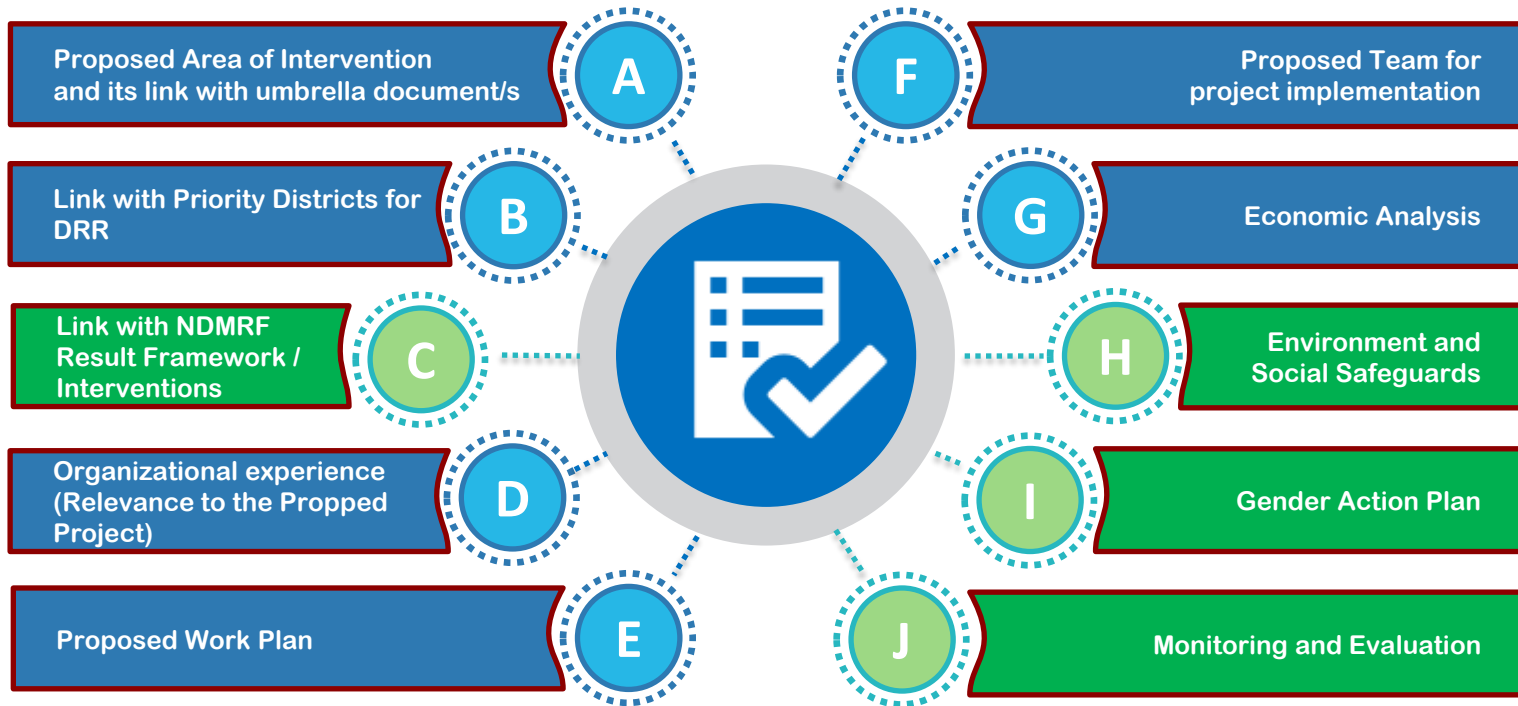 Proposed Area of Intervention
and its link with umbrella document/s
A
Link with Priority Districts for
DRR
B
Link with NDMRF
Result Framework /
Interventions
C
Organizational experience
(Relevance to the Propped
Project)
D
Proposed Work Plan
E
F
Proposed Team for
project implementation
G
Economic Analysis
H
Environment and
Social Safeguards
I
Gender Action Plan
J
Monitoring and Evaluation